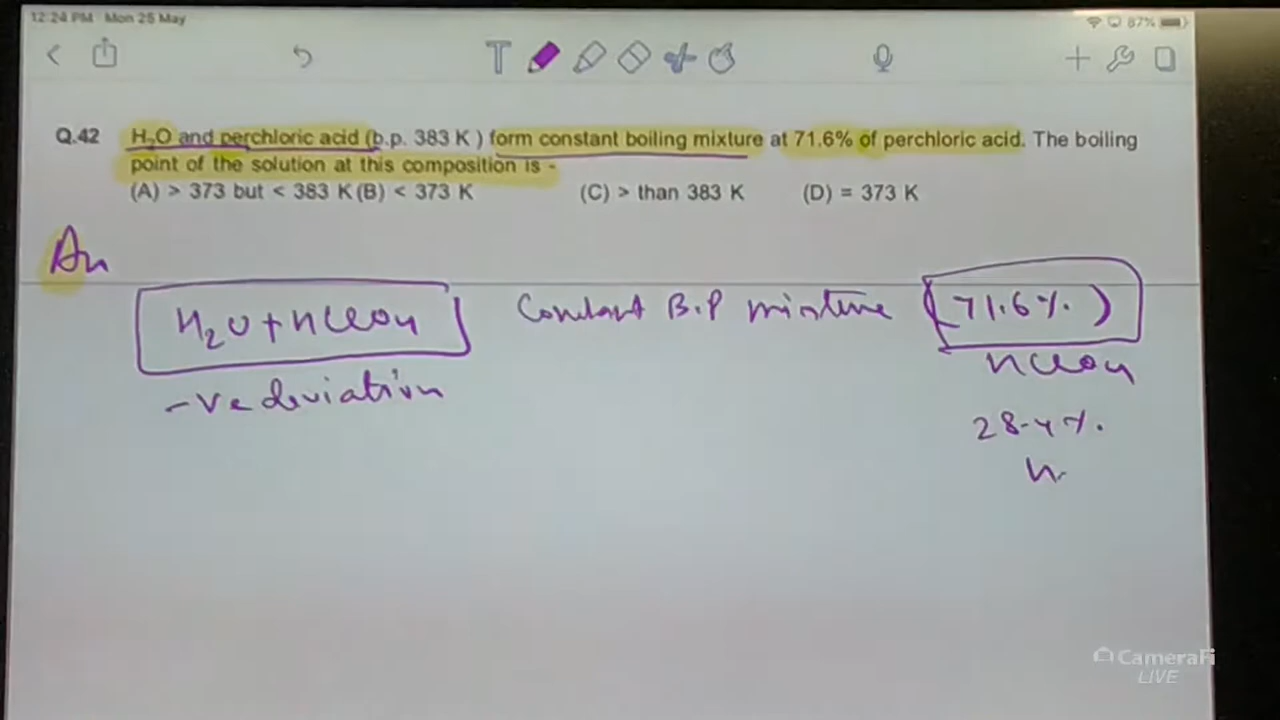 12:24 PM Mon 25 May
87%
Q.42 H₂O and perchloric acid (b.p. 383 K ) form constant boiling mixture at 71.6% of perchloric acid. The boiling
point of the solution at this composition is -
(A) > 373 but < 383 K (B) < 373 K (C) > than 383 K (D) = 373 K
An
H₂O + HClO₄ Constant B.P mixture (71.6%)
HClO₄
-ve deviation
28.4%.
H
CameraFi
LIVE